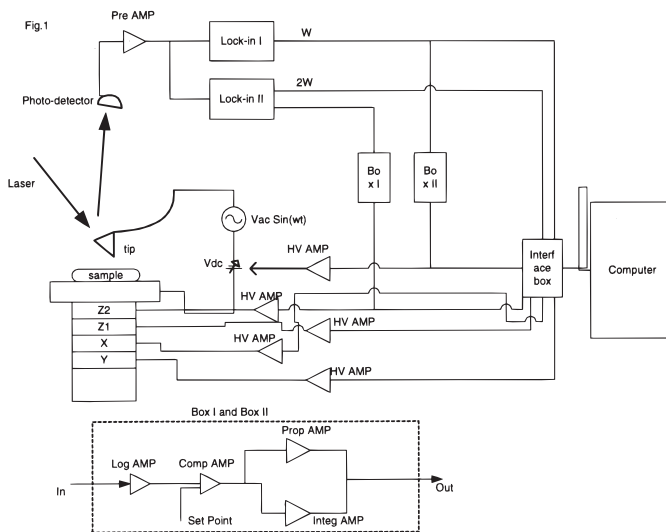 Fig.1
Pre AMP
Lock-in I
W
2W
Lock-in II
Photo-detector
Bo
x I
Bo
x II
Laser
Vac Sin(wt)
tip
HV AMP
Vdc
Interf
ace
box
Computer
sample
HV AMP
Z2
Z1
HV AMP
X
HV AMP
Y
HV AMP
Box I and Box II
Prop AMP
Log AMP
Comp AMP
In
Out
Set Point
Integ AMP